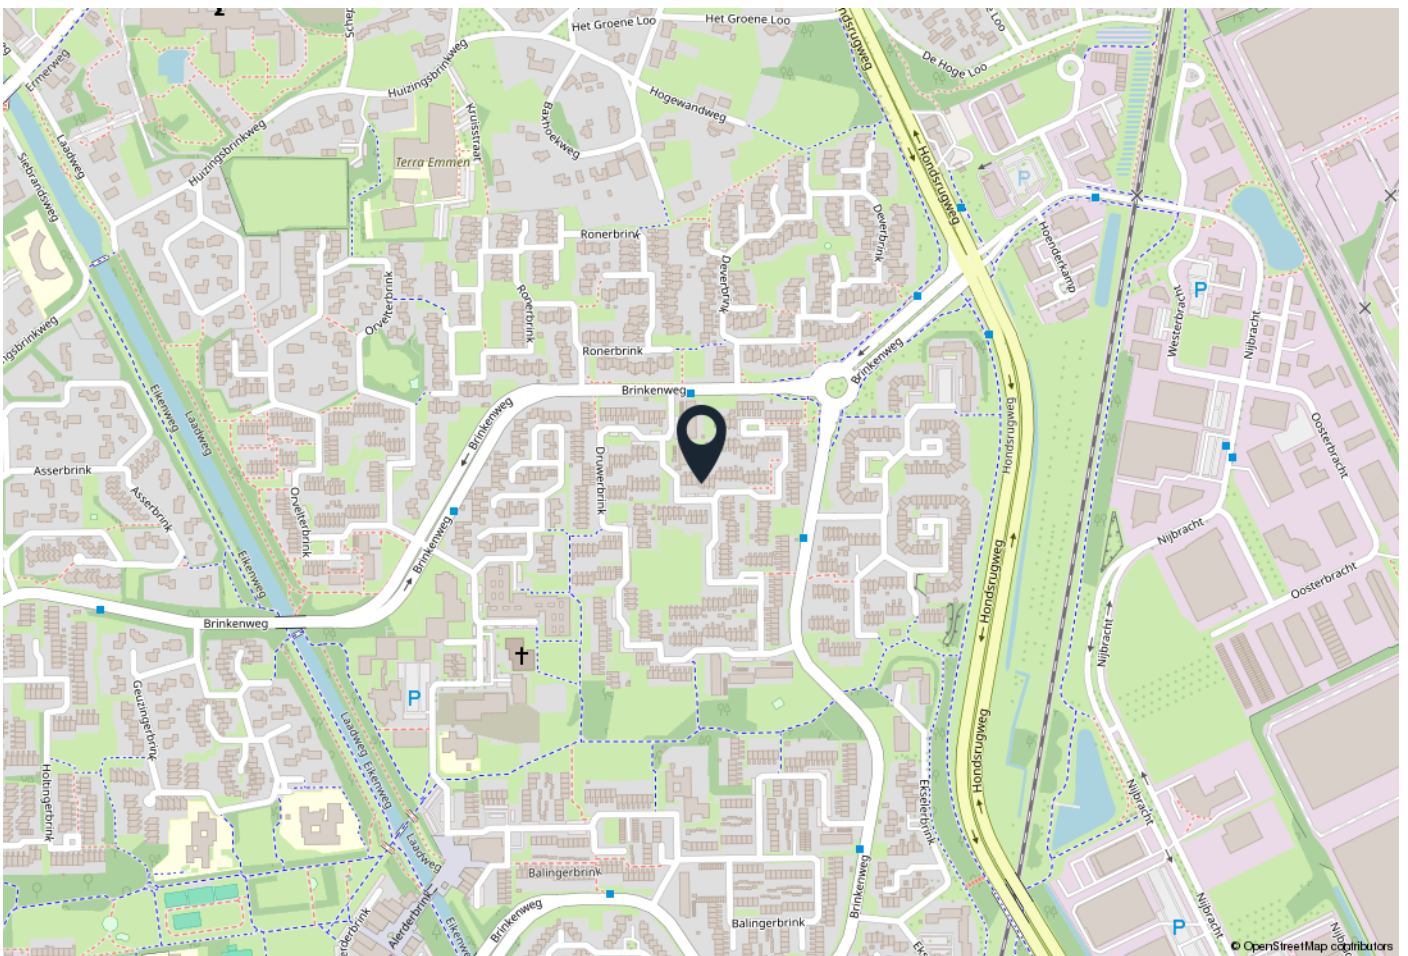 Het Groene Loo
Het Groene Loo
Hondsrugweg
De Hoge Loo
Ermerweg
Huizingsbrinkweg
Hogewandweg
Baxhoekweg
Kruisstraat
Laadweg
Huizingsbrinkweg
Terra Emmen
Siebrandsweg
Hondsrugweg
P
Ronerbrink
Deverbrink
Deverbrink
Hoenderkamp
P
Orvelterbrink
Ronerbrink
Westerbracht
Nijbracht
Ronerbrink
Brinkenweg
Brinkenweg
Eikenweg
Laadweg
Brinkenweg
Hondsrugweg
Oosterbracht
Asserbrink
Druwerbrink
Asserbrink
Orvelterbrink
Brinkenweg
Nijbracht
Eikenweg
Hondsrugweg
Oosterbracht
Brinkenweg
Nijbracht
P
Geuzingerbrink
Laadweg
Eikenweg
Hondsrugweg
Holtingerbrink
Ekselerbrink
Nijbracht
Laadweg
Balingerbrink
Brinkenweg
Alerderbrink
Brinkenweg
Balingerbrink
Nijbracht
P
Eikenweg
© OpenStreetMap contributors